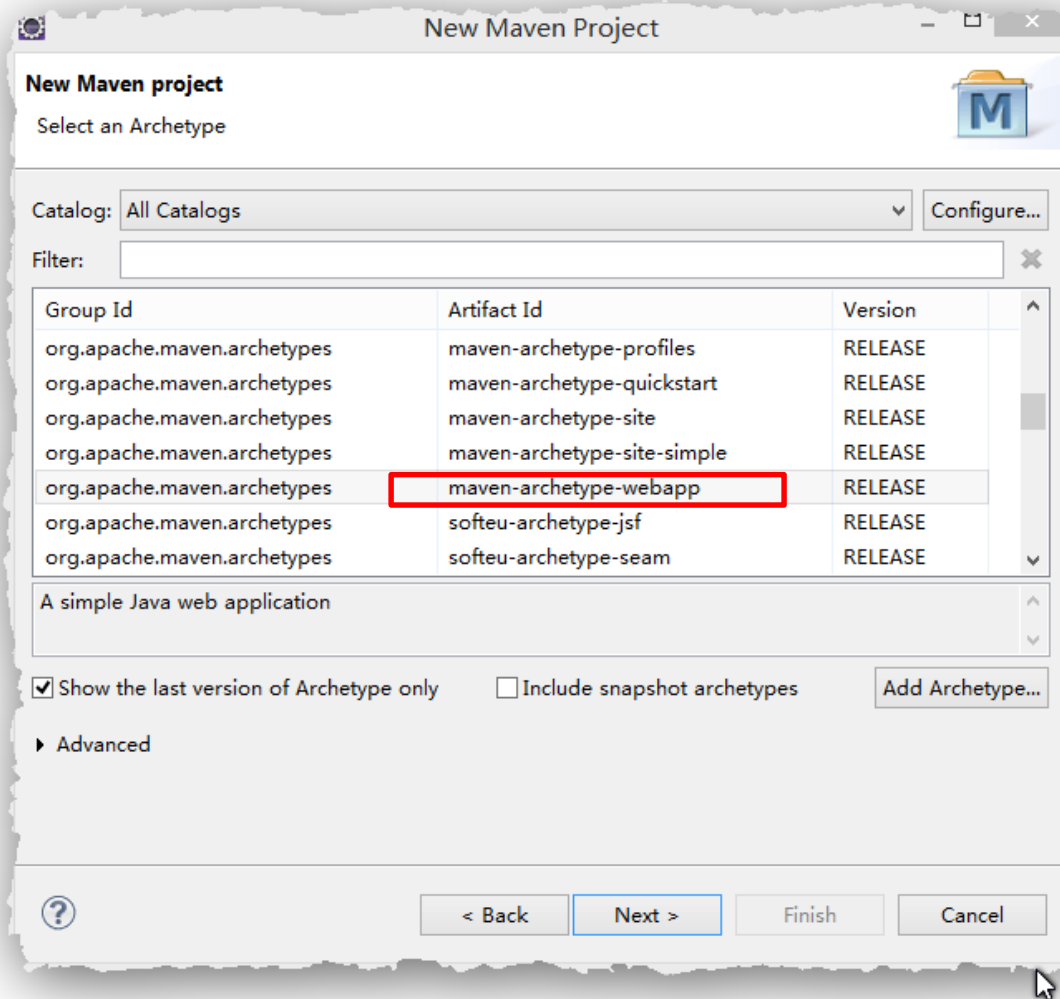 New Maven Project
New Maven project
Select an Archetype
M
Catalog: All Catalogs Configure...
Filter:
Group Id Artifact Id Version
org.apache.maven.archetypes maven-archetype-profiles RELEASE
org.apache.maven.archetypes maven-archetype-quickstart RELEASE
org.apache.maven.archetypes maven-archetype-site RELEASE
org.apache.maven.archetypes maven-archetype-site-simple RELEASE
org.apache.maven.archetypes maven-archetype-webapp RELEASE
org.apache.maven.archetypes softeu-archetype-jsf RELEASE
org.apache.maven.archetypes softeu-archetype-seam RELEASE
A simple Java web application
Show the last version of Archetype only Include snapshot archetypes Add Archetype...
Advanced
? < Back Next > Finish Cancel